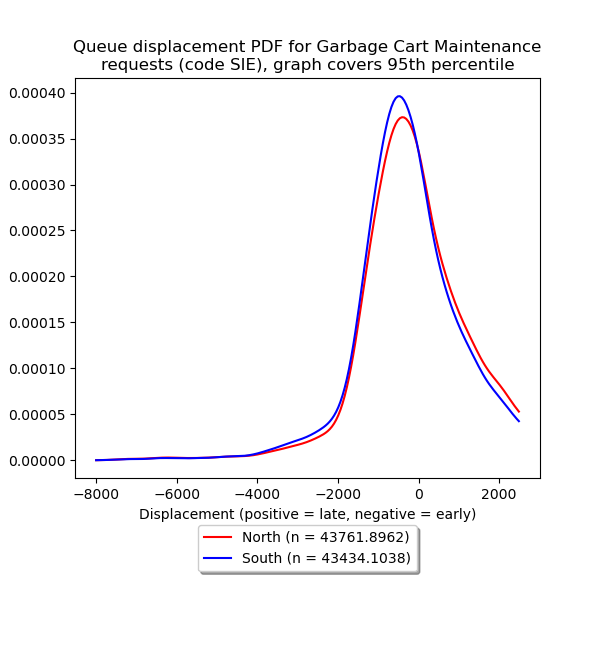 Queue displacement PDF for Garbage Cart Maintenance
requests (code SIE), graph covers 95th percentile
0.00040
0.00035
0.00030
0.00025
0.00020
0.00015
0.00010
0.00005
0.00000
−8000 −6000 −4000 −2000 0 2000
Displacement (positive = late, negative = early)
North (n = 43761.8962)
South (n = 43434.1038)